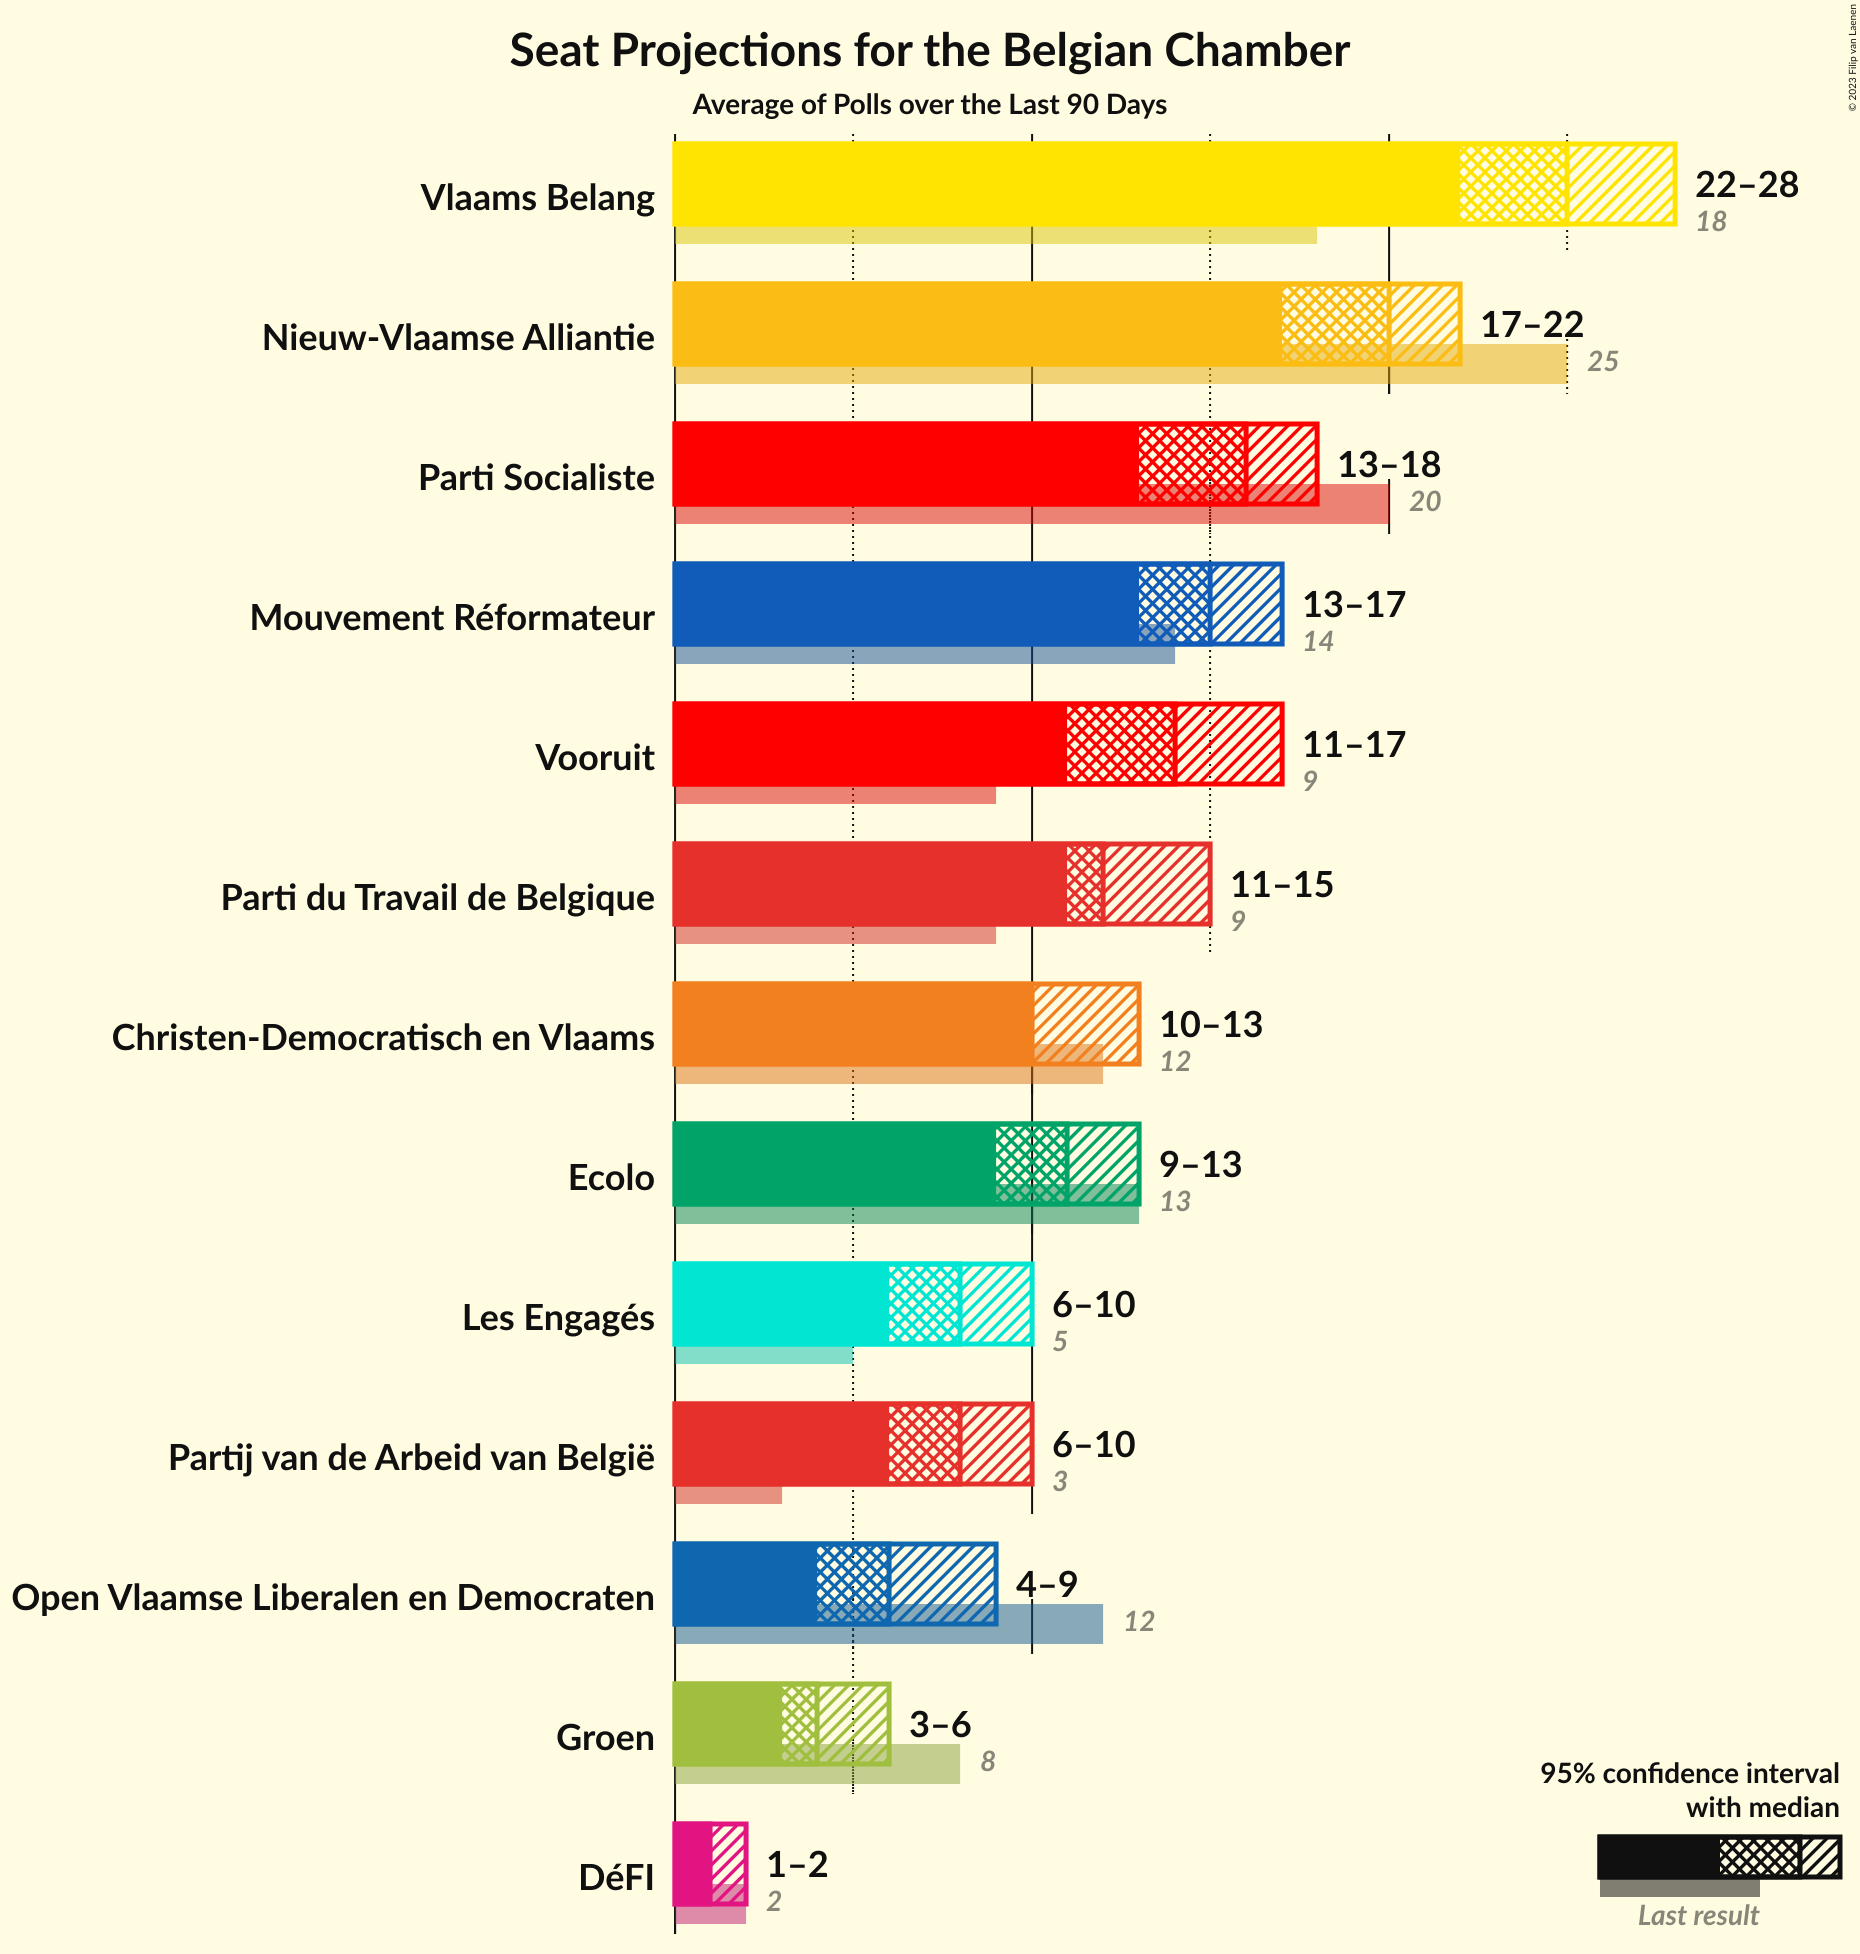 Seat Projections for the Belgian Chamber
Average of Polls over the Last 90 Days
© 2023 Filip van Laenen
Vlaams Belang
22–28
18
Nieuw-Vlaamse Alliantie
17–22
25
Parti Socialiste
13–18
20
Mouvement Réformateur
13–17
14
Vooruit
11–17
9
Parti du Travail de Belgique
11–15
9
Christen-Democratisch en Vlaams
10–13
12
Ecolo
9–13
13
Les Engagés
6–10
5
Partij van de Arbeid van België
6–10
3
Open Vlaamse Liberalen en Democraten
4–9
12
Groen
3–6
8
DéFI
1–2
2
95% confidence interval
with median
Last result